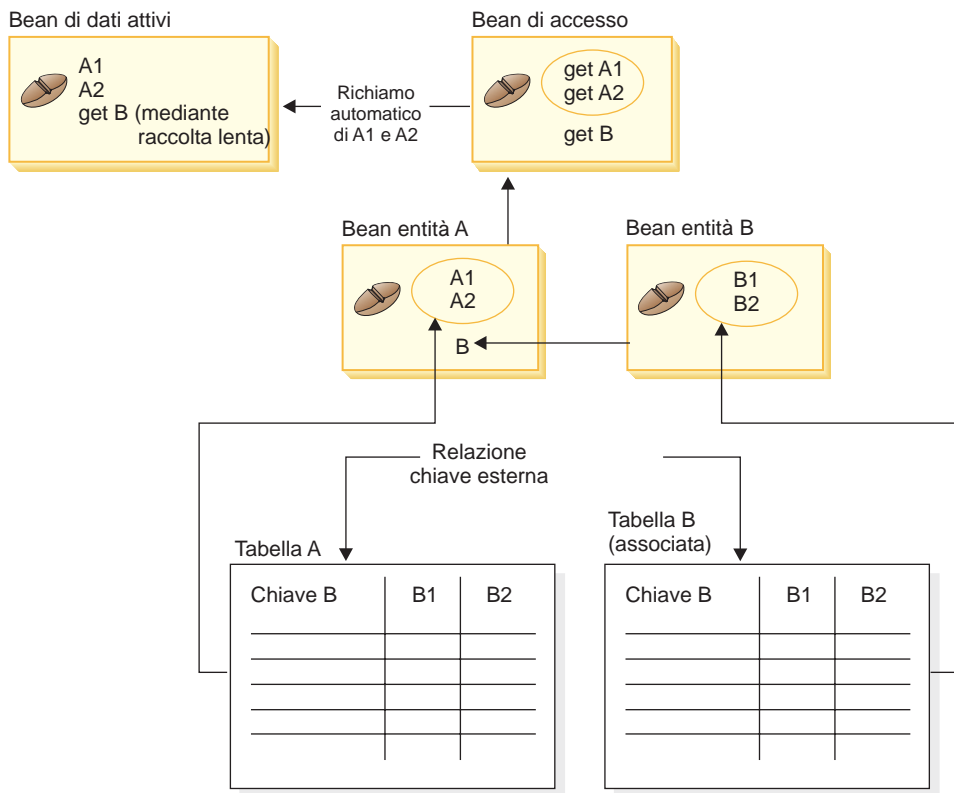 Bean di dati attivi
A1
A2
get B (mediante
raccolta lenta)
Richiamo
automatico
di A1 e A2
Bean di accesso
get A1
get A2
get B
Bean entità A
A1
A2
B
Bean entità B
B1
B2
Relazione
chiave esterna
Tabella A
Chiave B B1 B2
Tabella B
(associata)
Chiave B B1 B2